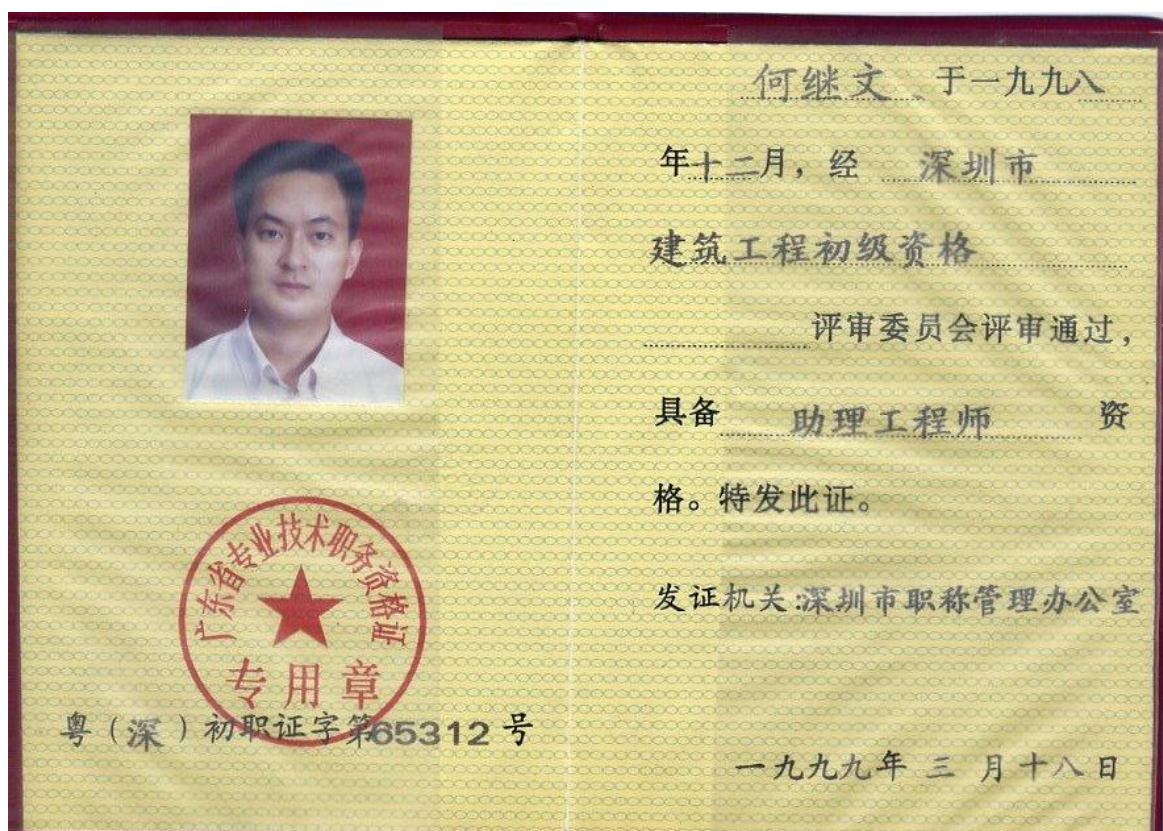 广东省专业技术职务资格证
专用章
粤（深）初职证字第65312号
何继文 于一九九八
年十二月，经 深圳市
建筑工程初级资格
评审委员会评审通过，
具备 助理工程师 资
格。特发此证。
发证机关:深圳市职称管理办公室
一九九九年 三 月十八日